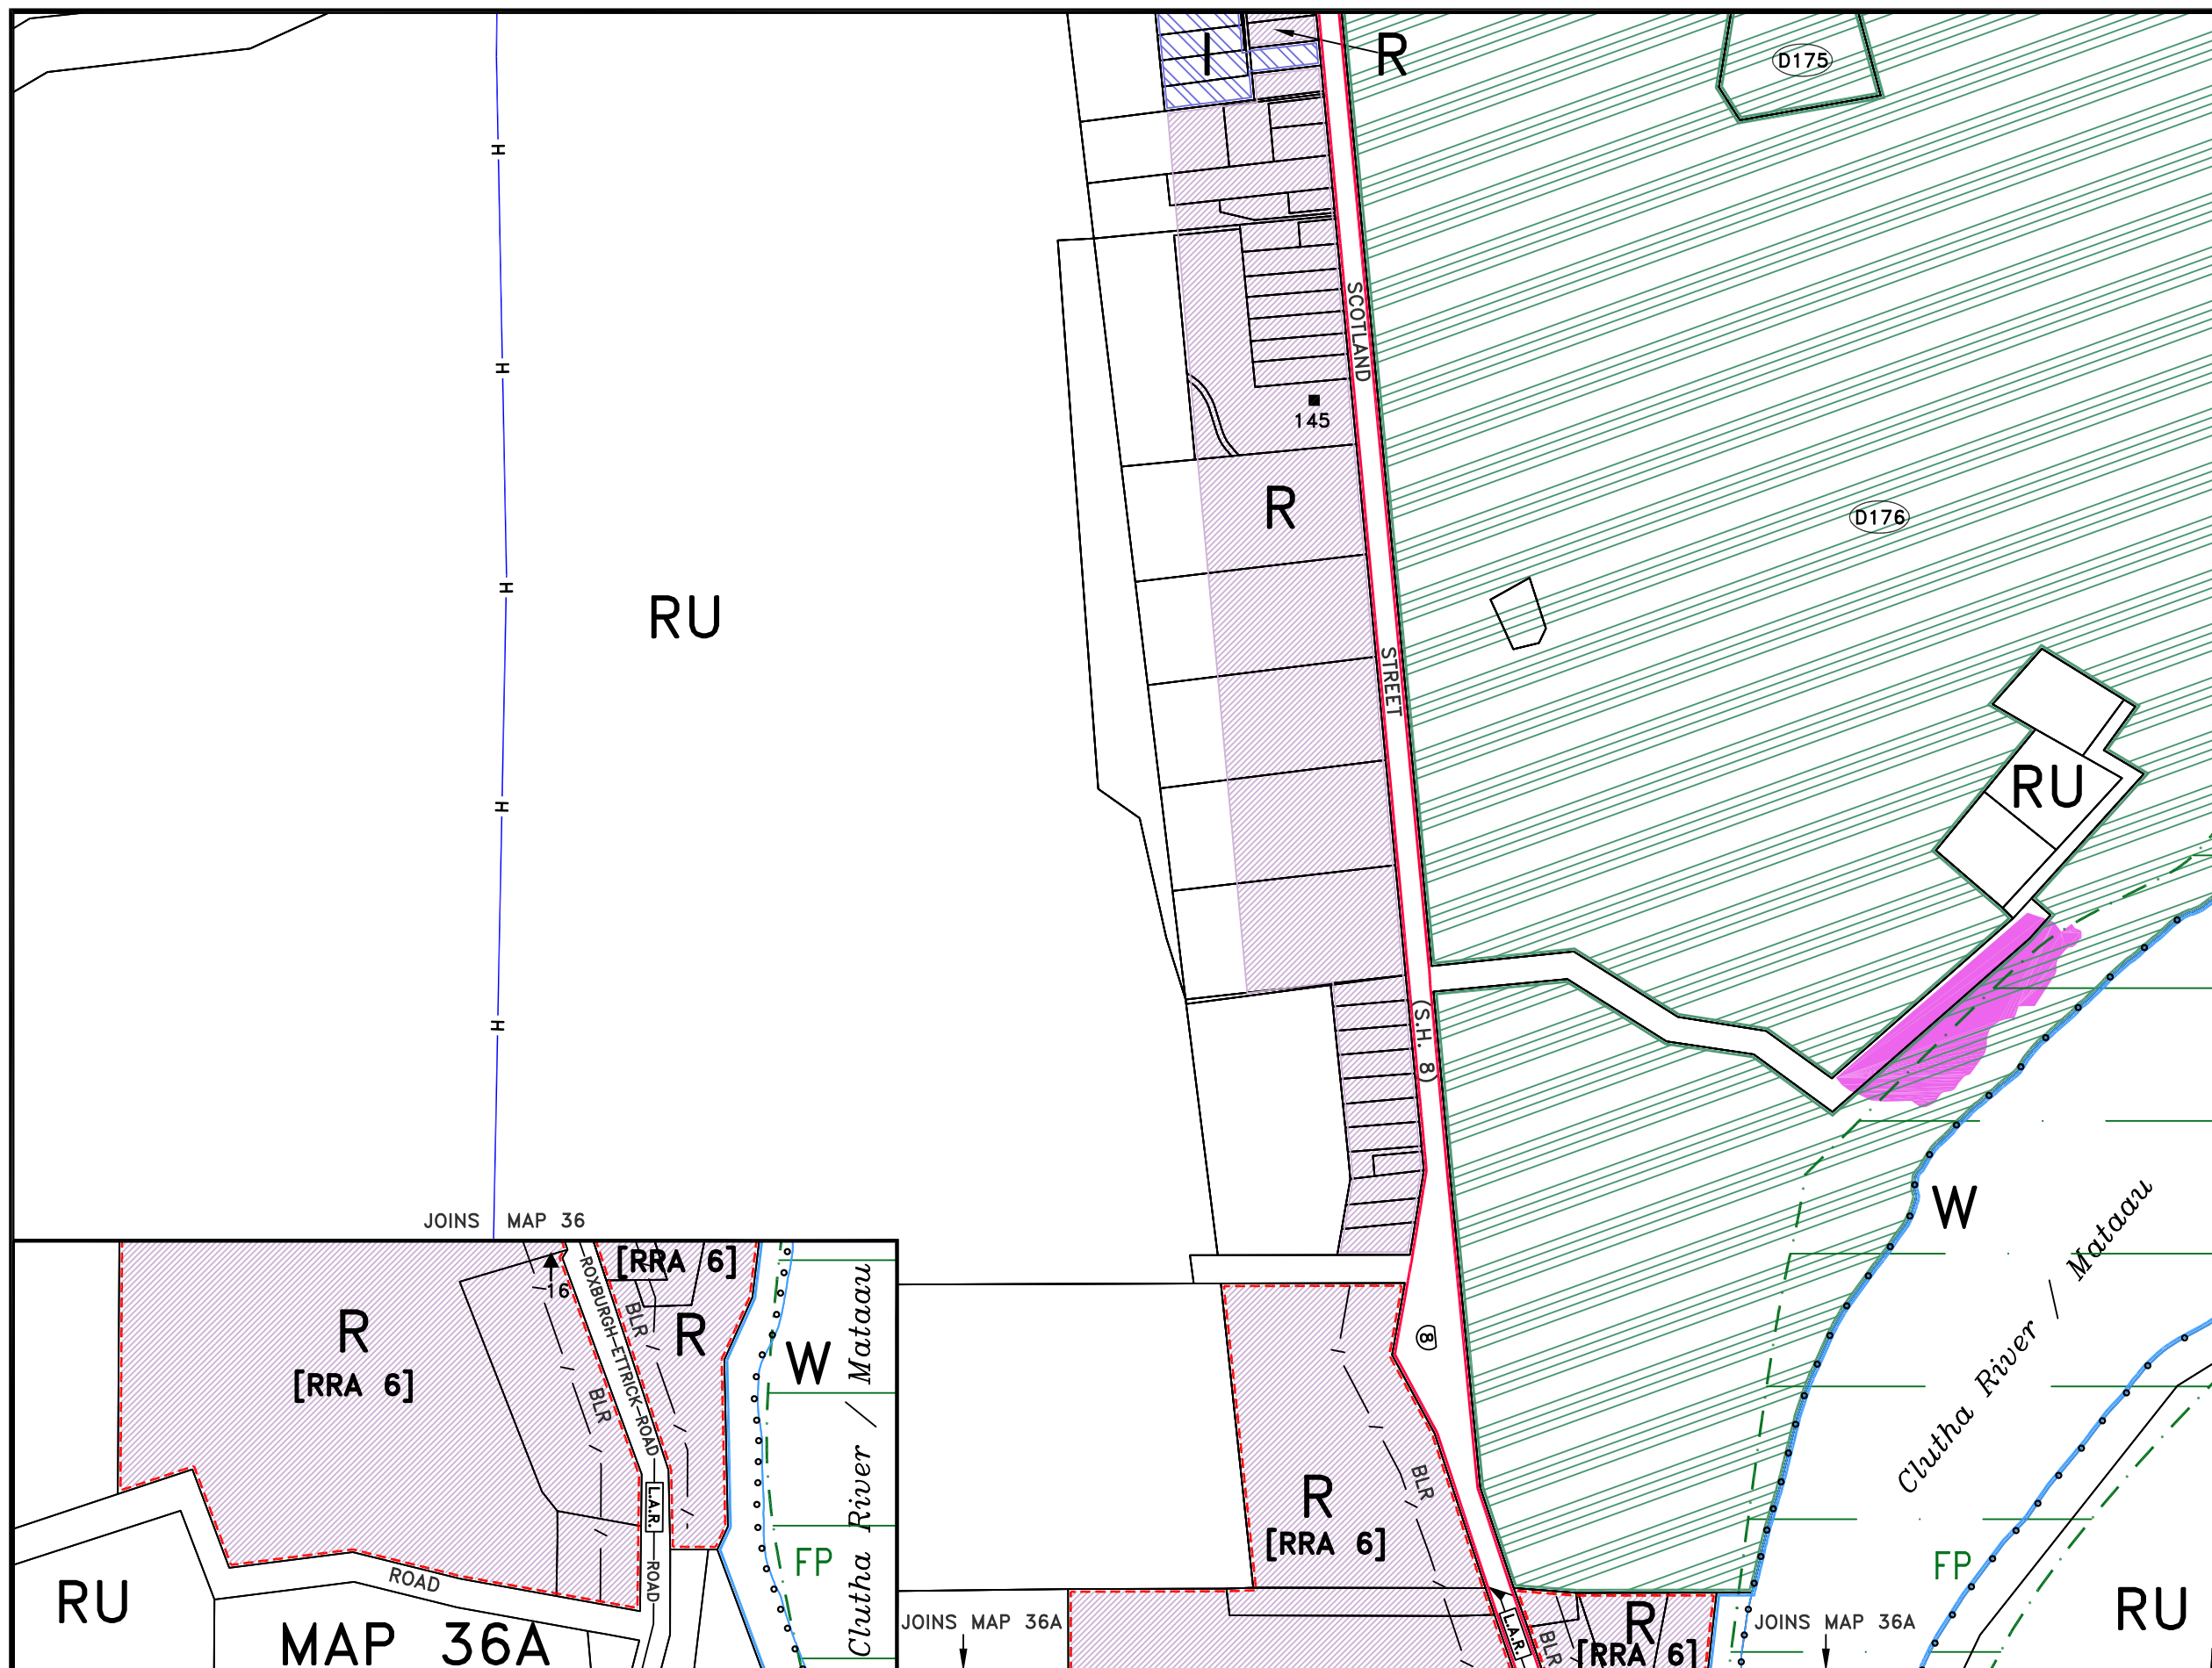 I
R
D175
H
H
SCOTLAND
145
R
D176
H
RU
STREET
RU
H
H
(S.H. 8)
W
Clutha River / Mataau
JOINS MAP 36
[RRA 6]
16
ROXBURGH-ETTRICK-ROAD
BLR
R
R
[RRA 6]
W
Clutha River / Mataau
BLR
L.A.R.
FP
ROAD
ROAD
RU
MAP 36A
8
BLR
R
[RRA 6]
JOINS MAP 36A
L.A.R.
BLR
R
[RRA 6]
JOINS MAP 36A
FP
RU